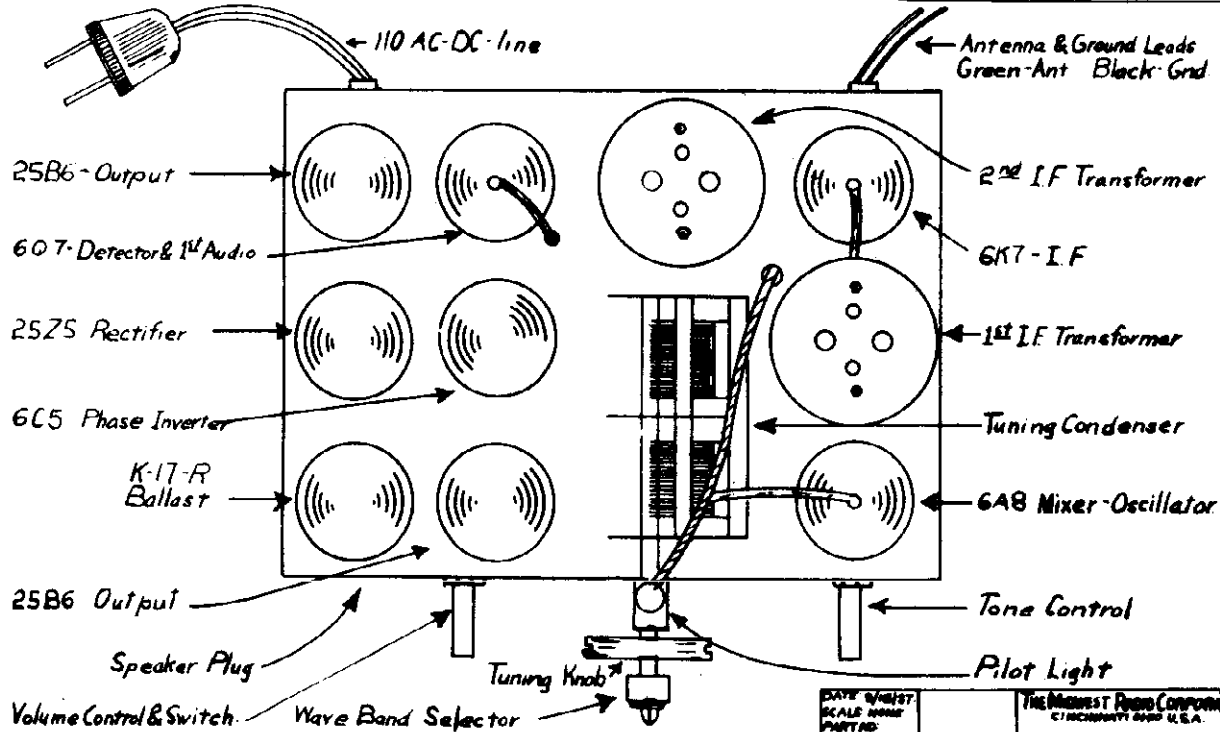 110 AC-DC-line
Antenna & Ground Leads
Green-Ant Black-Gnd
25B6-Output
2nd I.F Transformer
6Q7-Detector & 1st Audio
6K7-I.F
25Z5 Rectifier
1st I.F. Transformer
6C5 Phase Inverter
Tuning Condenser
K-17-R
Ballast
6A8 Mixer-Oscillator
25B6 Output
Tone Control
Speaker Plug
Tuning Knob
Pilot Light
Volume Control & Switch
Wave Band Selector
DATE
SCALE NONE
PART NO.
THE MIDWEST RADIO
CINCINNATI OHIO U.S.A.